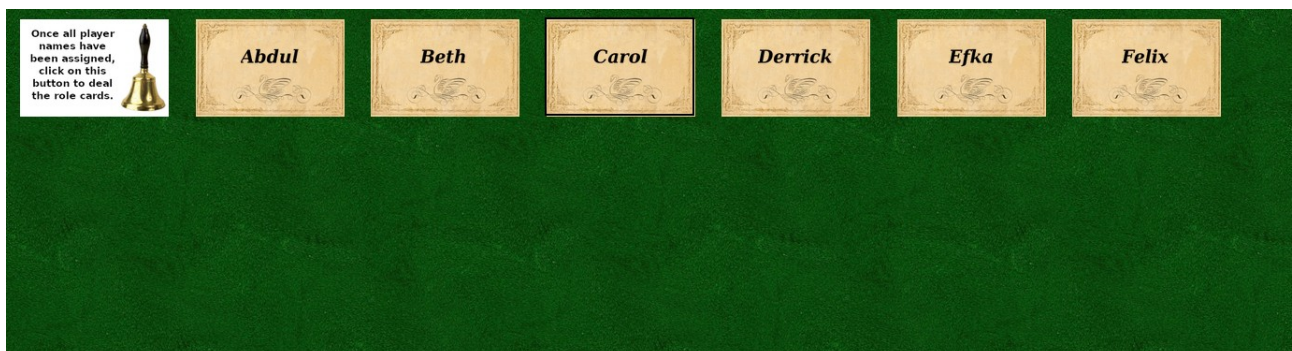 Once all player
names have
been assigned,
click on this
button to deal
the role cards.
Abdul
Beth
Carol
Derrick
Efka
Felix